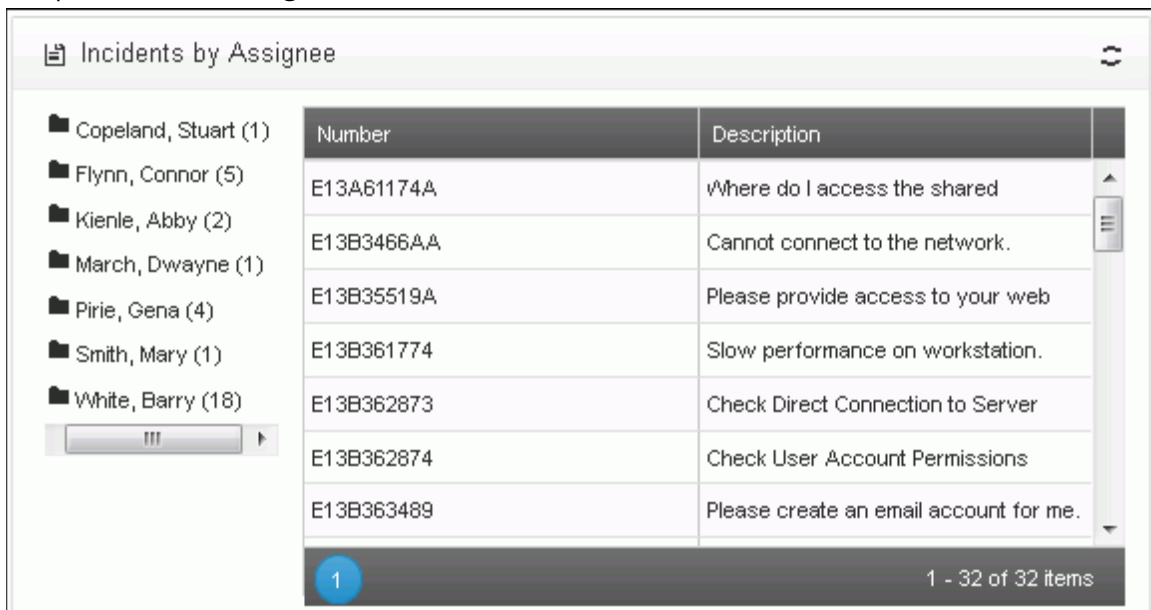 Incidents by Assignee
Copeland, Stuart (1)
Flynn, Connor (5)
Kienle, Abby (2)
March, Dwayne (1)
Pirie, Gena (4)
Smith, Mary (1)
White, Barry (18)
Number Description
E13A61174A Where do I access the shared
E13B3466AA Cannot connect to the network.
E13B35519A Please provide access to your web
E13B361774 Slow performance on workstation.
E13B362873 Check Direct Connection to Server
E13B362874 Check User Account Permissions
E13B363489 Please create an email account for me.
1 1 - 32 of 32 items